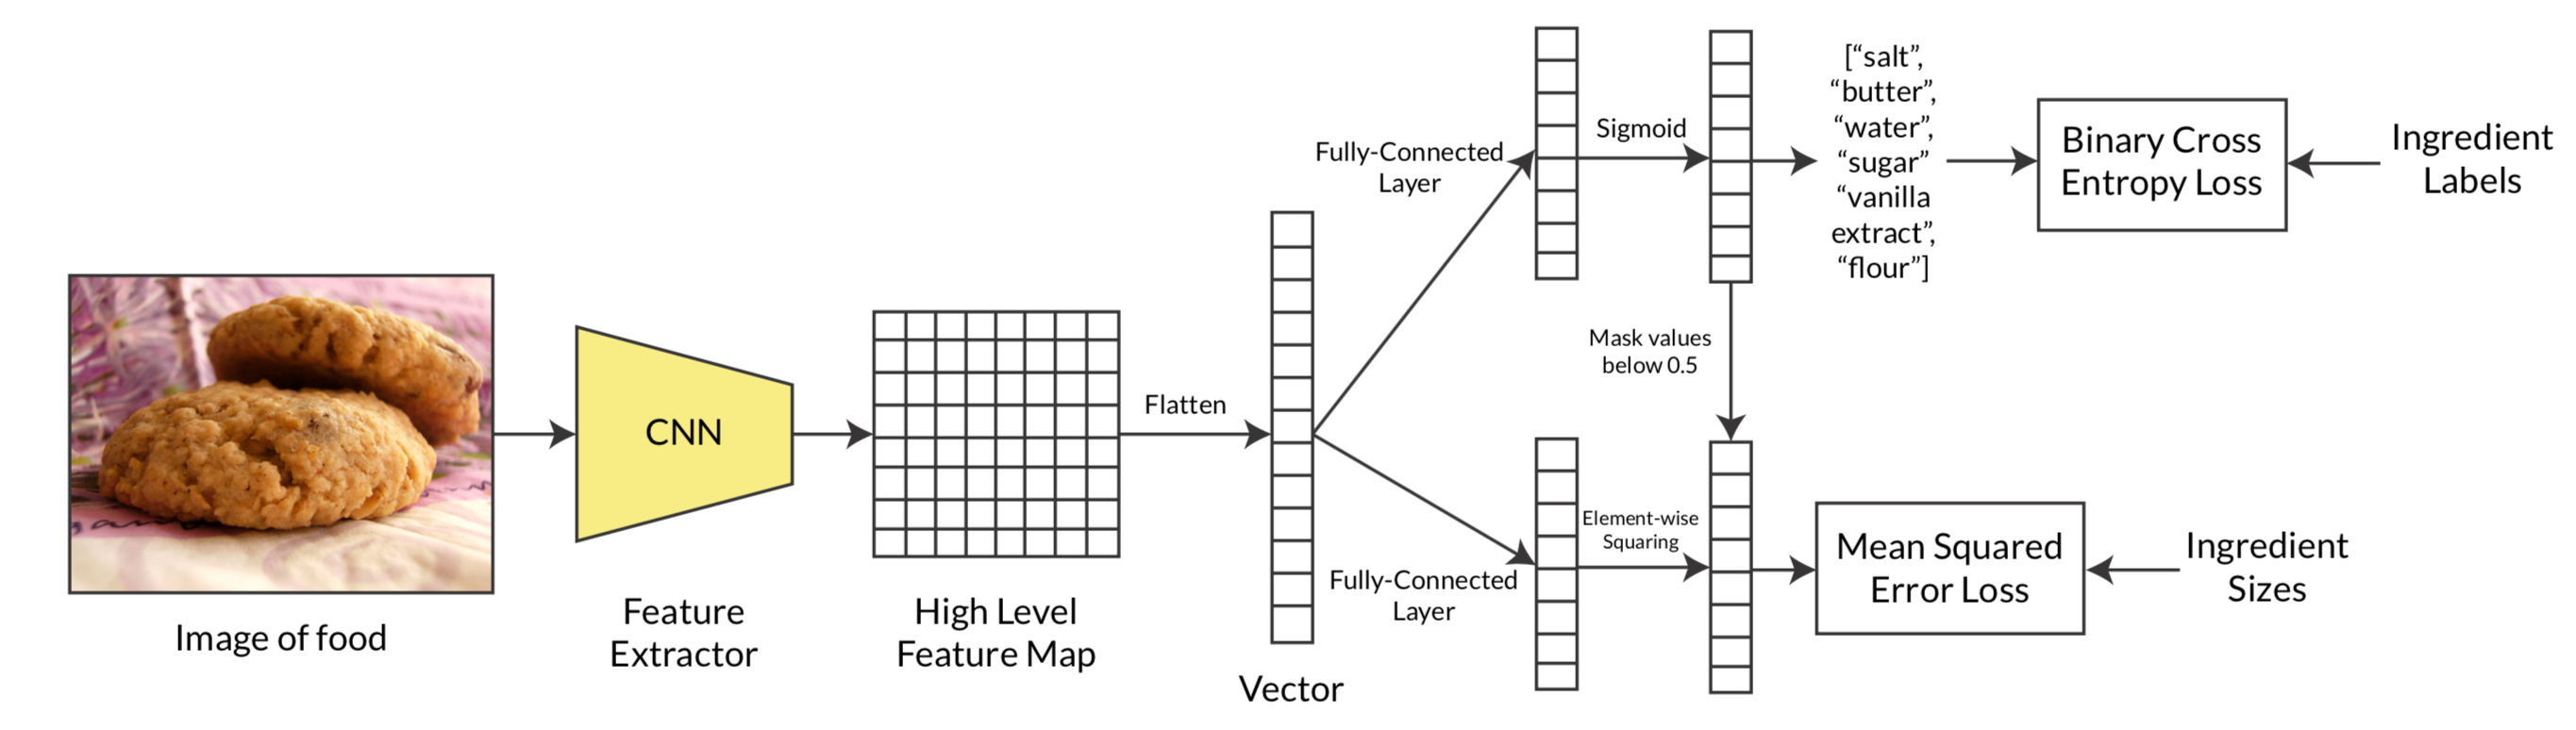 Image of food
CNN
Feature
Extractor
High Level
Feature Map
Flatten
Vector
Fully-Connected
Layer
Sigmoid
[“salt”,
“butter”,
“water”,
“sugar”
“vanilla
extract”,
“flour”]
Binary Cross
Entropy Loss
Ingredient
Labels
Mask values
below 0.5
Fully-Connected
Layer
Element-wise
Squaring
Mean Squared
Error Loss
Ingredient
Sizes